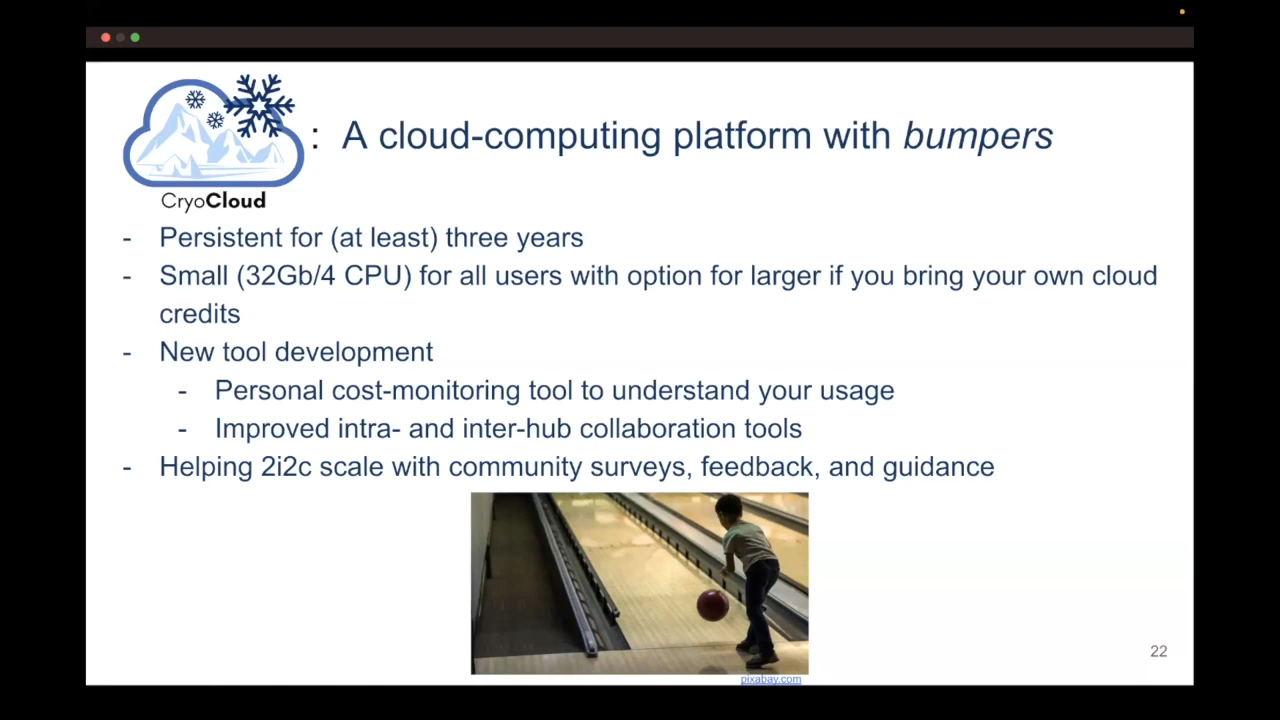 : A cloud-computing platform with bumpers
CryoCloud
- Persistent for (at least) three years
- Small (32Gb/4 CPU) for all users with option for larger if you bring your own cloud
credits
- New tool development
- Personal cost-monitoring tool to understand your usage
- Improved intra- and inter-hub collaboration tools
- Helping 2i2c scale with community surveys, feedback, and guidance
22
pixabay.com